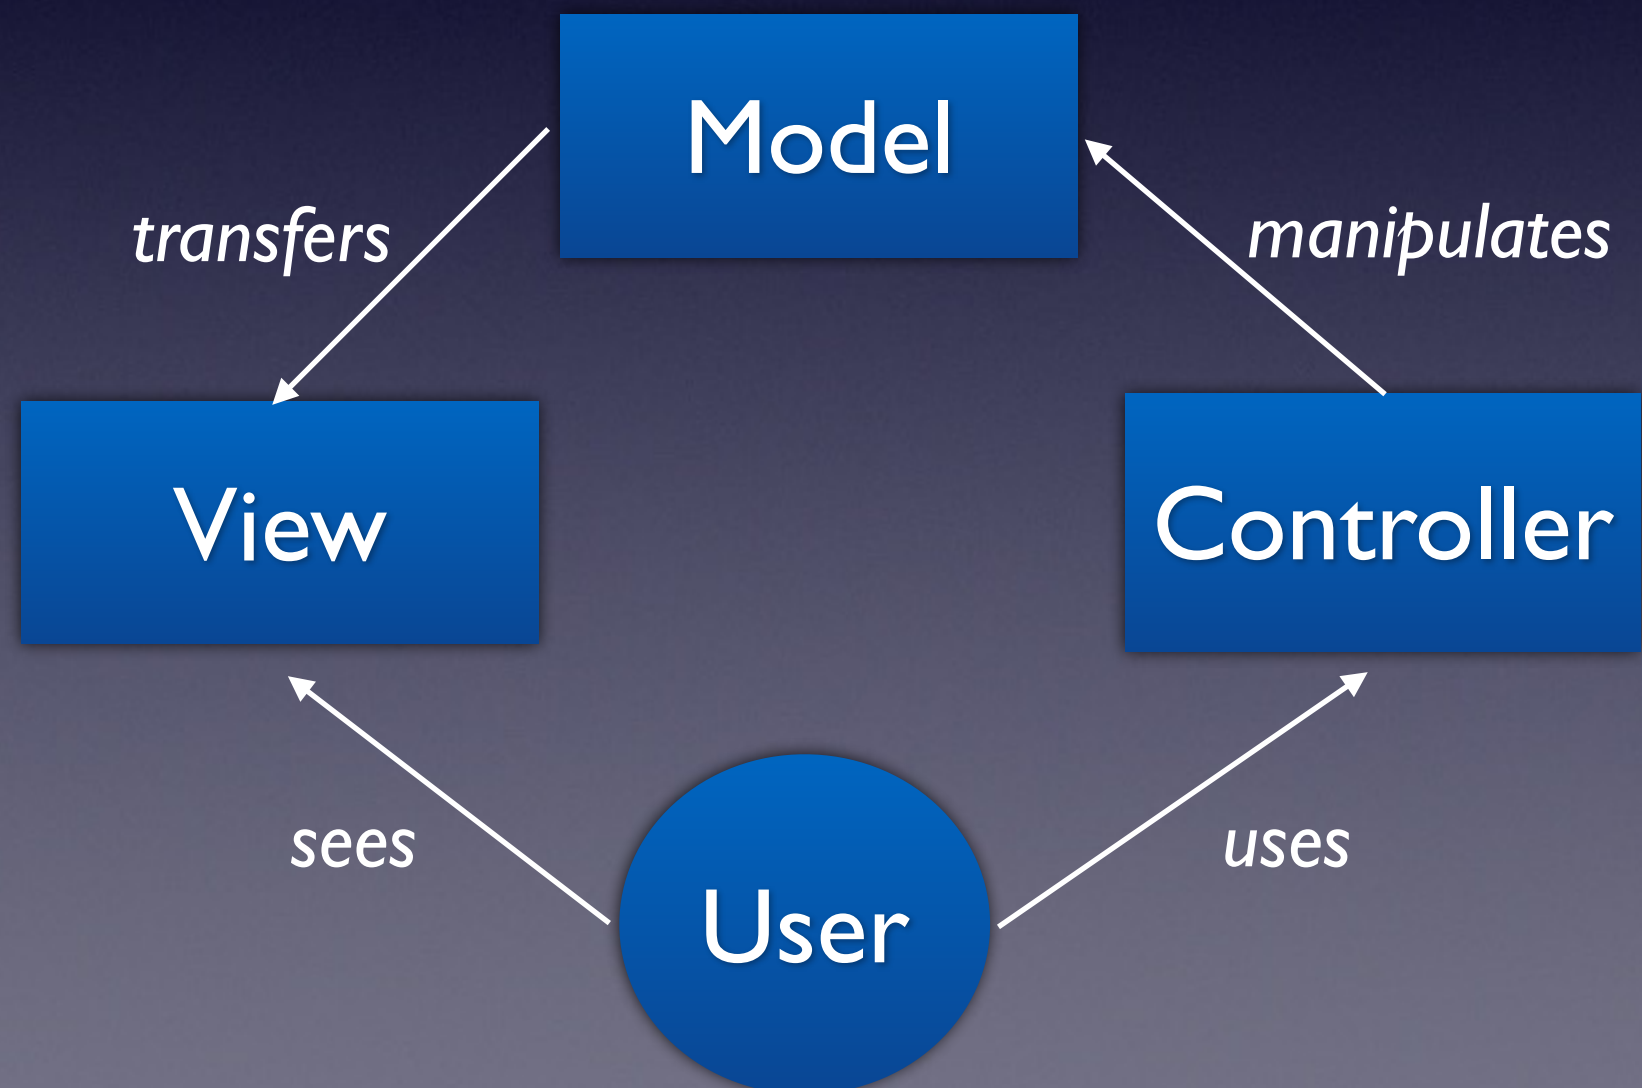 Model
transfers
manipulates
View
Controller
sees
uses
User